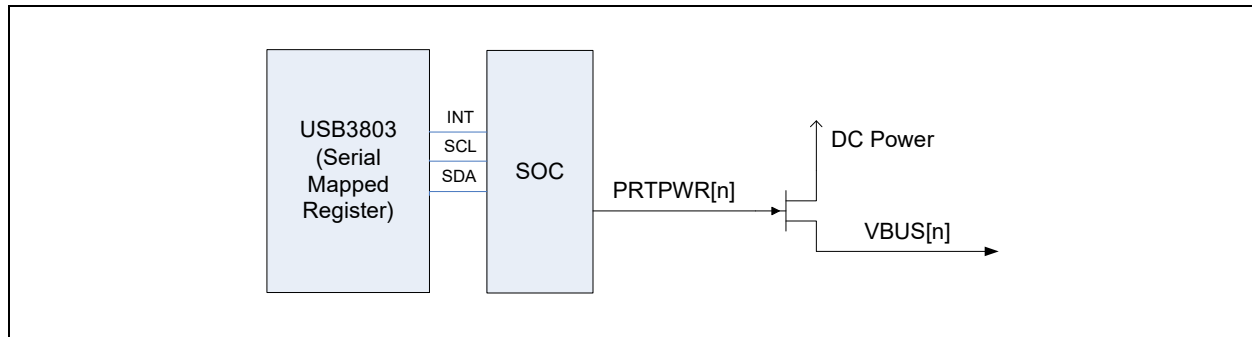 USB3803
(Serial
Mapped
Register)
INT
SCL
SDA
SOC
PRTPWR[n]
DC Power
VBUS[n]